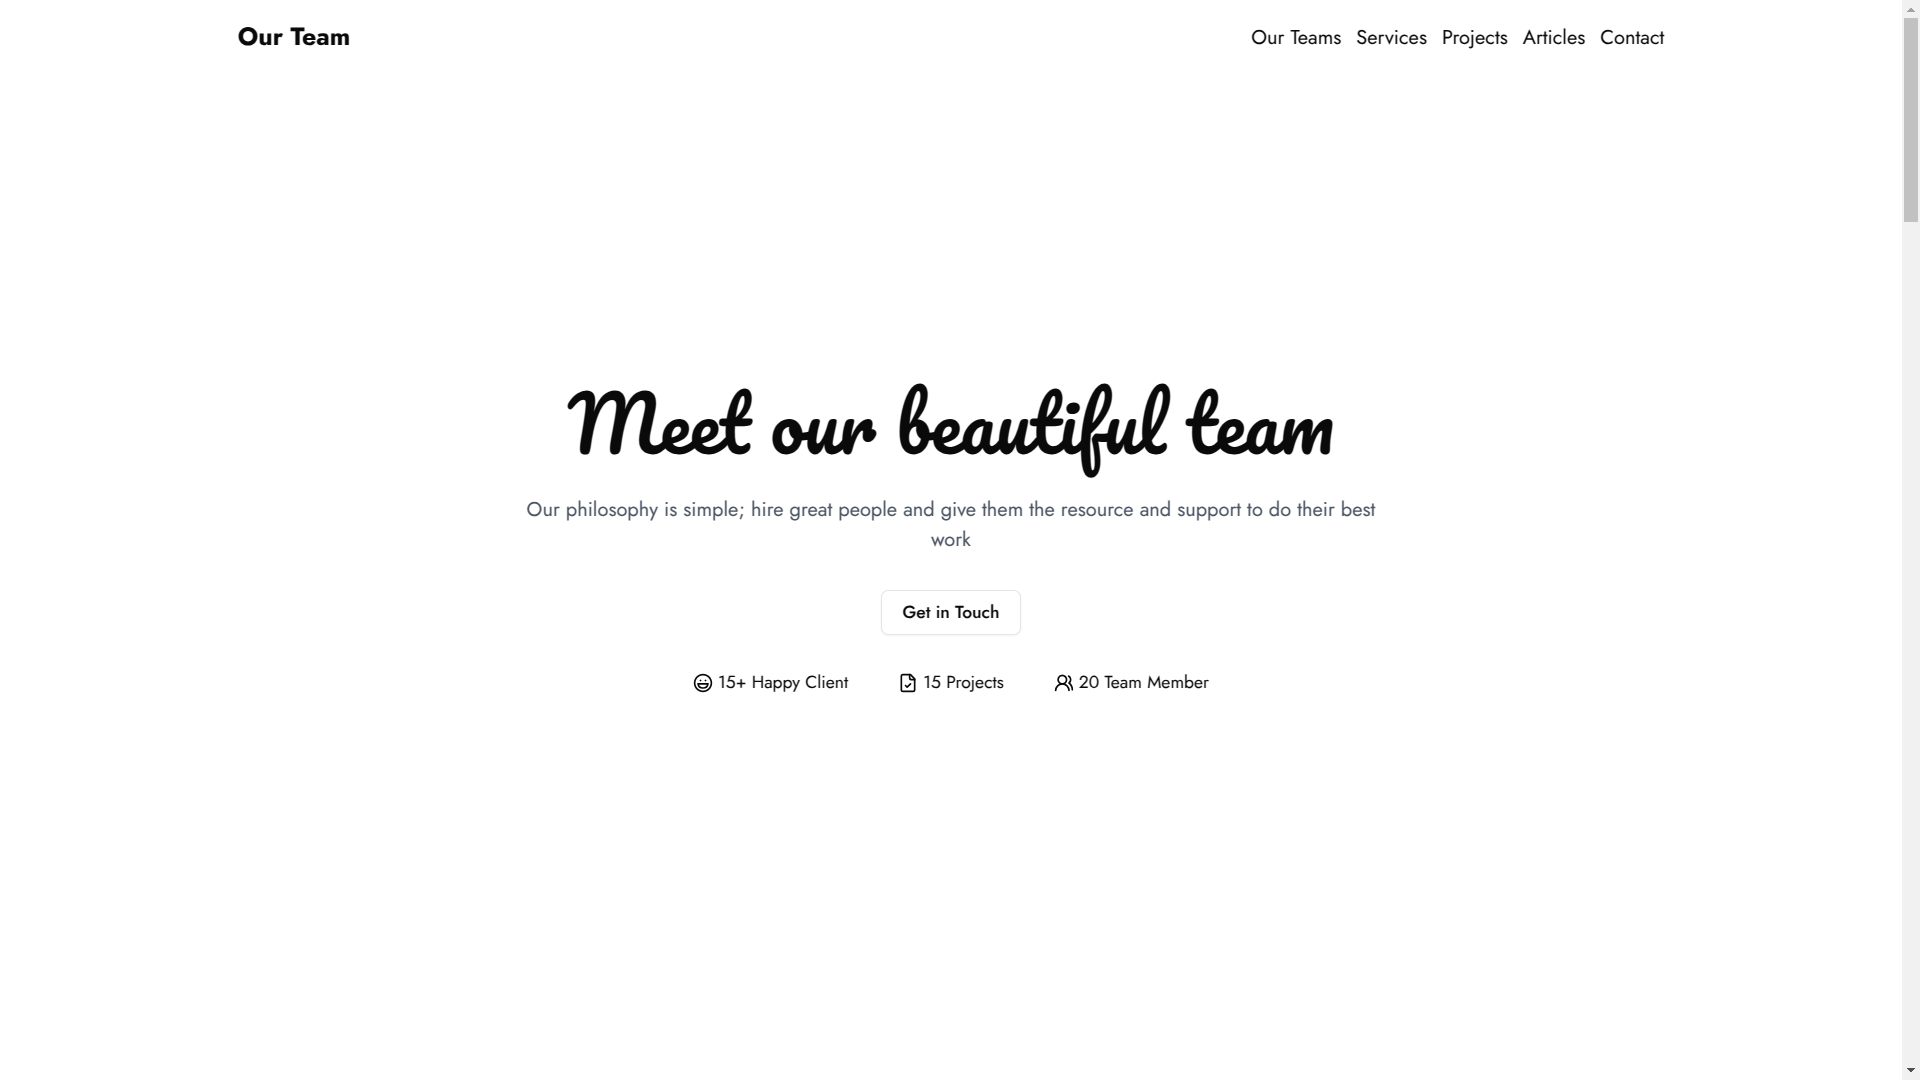 Our Team
Our Teams Services Projects Articles Contact
Meet our beautiful team
Our philosophy is simple; hire great people and give them the resource and support to do their best
work
Get in Touch
15+ Happy Client 15 Projects 20 Team Member